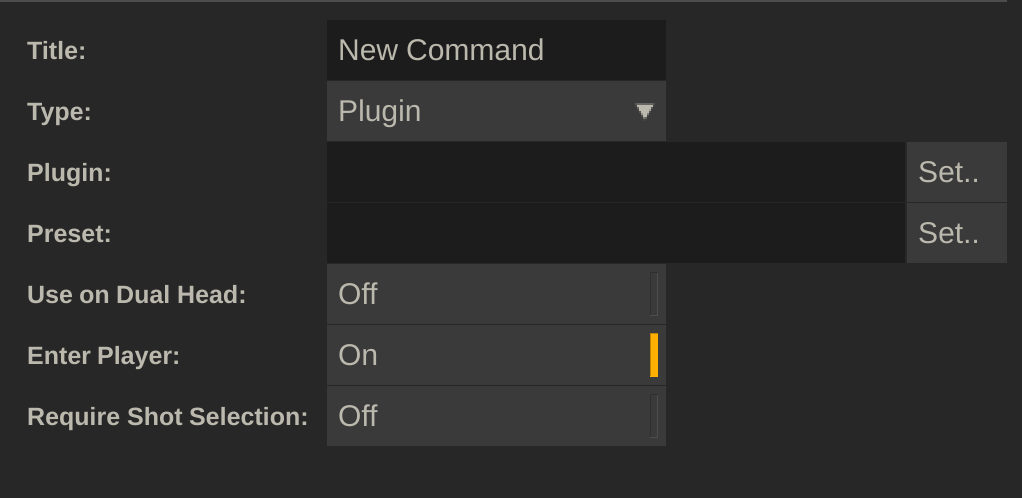 Title: New Command
Type: Plugin
Plugin: Set..
Preset: Set..
Use on Dual Head: Off
Enter Player: On
Require Shot Selection: Off